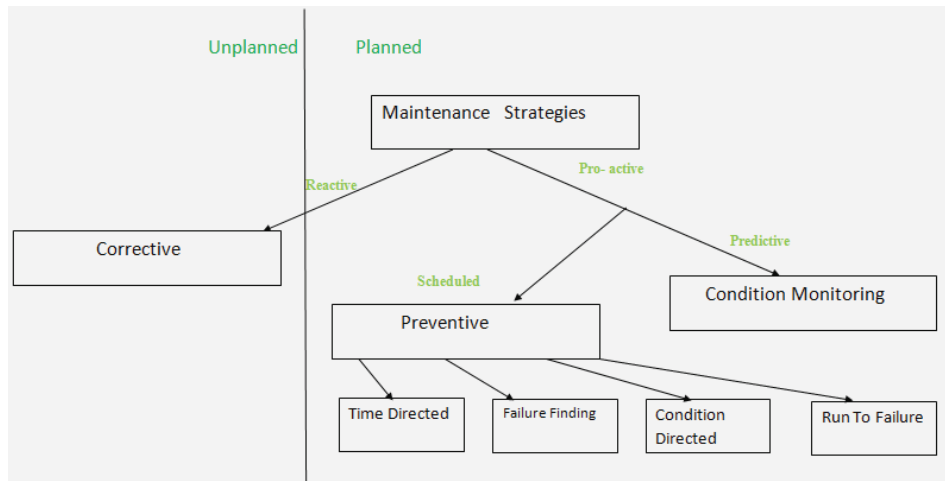 Unplanned
Planned
Maintenance Strategies
Pro- active
Reactive
Predictive
Corrective
Scheduled
Condition Monitoring
Preventive
Time Directed
Failure Finding
Condition
Directed
Run To Failure